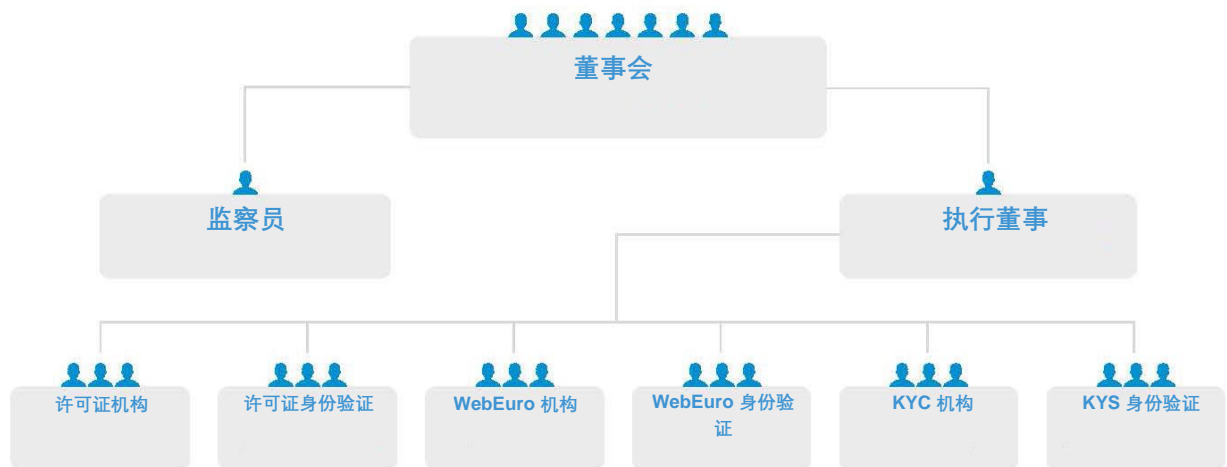 董事会
监察员
执行董事
许可证机构
许可证身份验证
WebEuro 机构
WebEuro 身份验
证
KYC 机构
KYS 身份验证